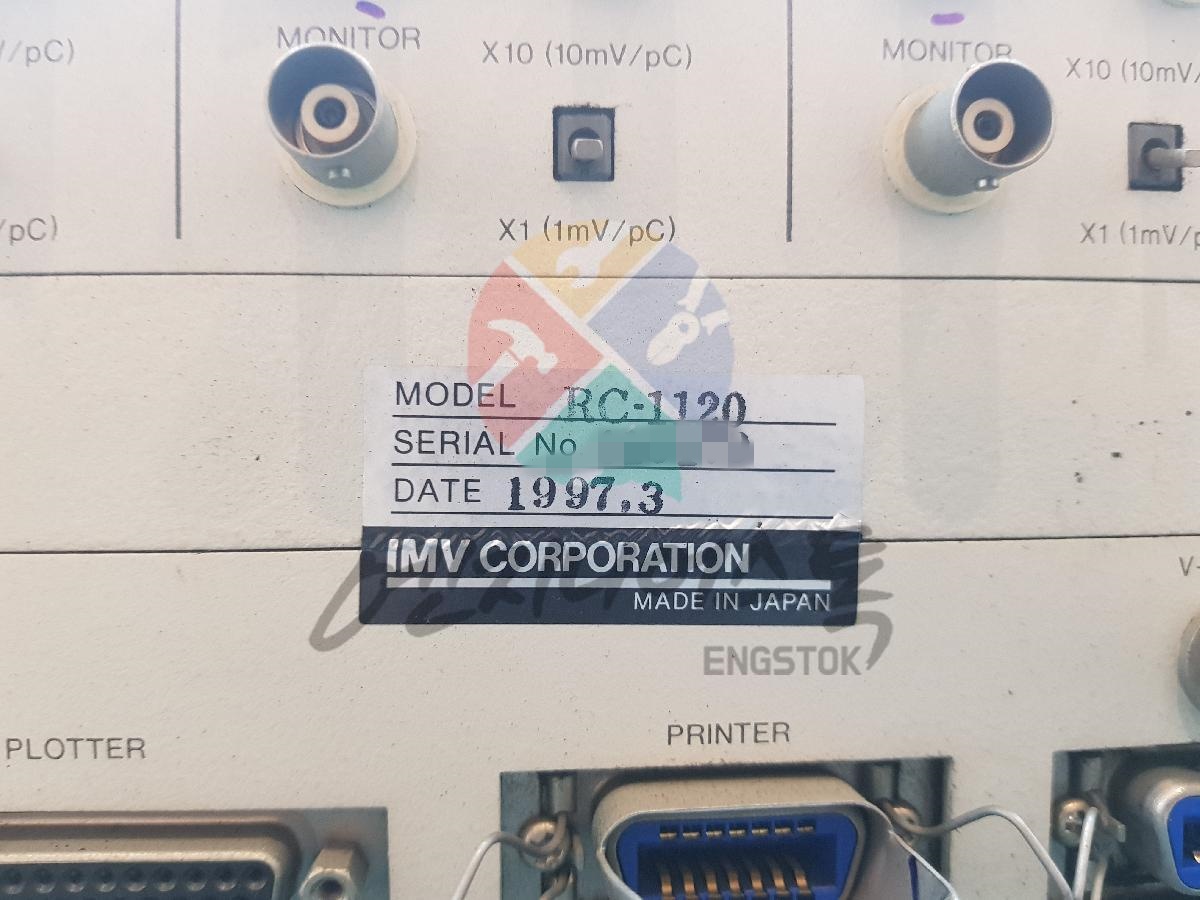 V/pC)
MONITOR
X10 (10mV/pC)
MONITOR
X10 (10mV/
/pC)
X1 (1mV/pC)
X1 (1mV/p
MODEL RC-1120
SERIAL No
DATE 1997.3
IMV CORPORATION
MADE IN JAPAN
ENGSTOK
V-
PLOTTER
PRINTER